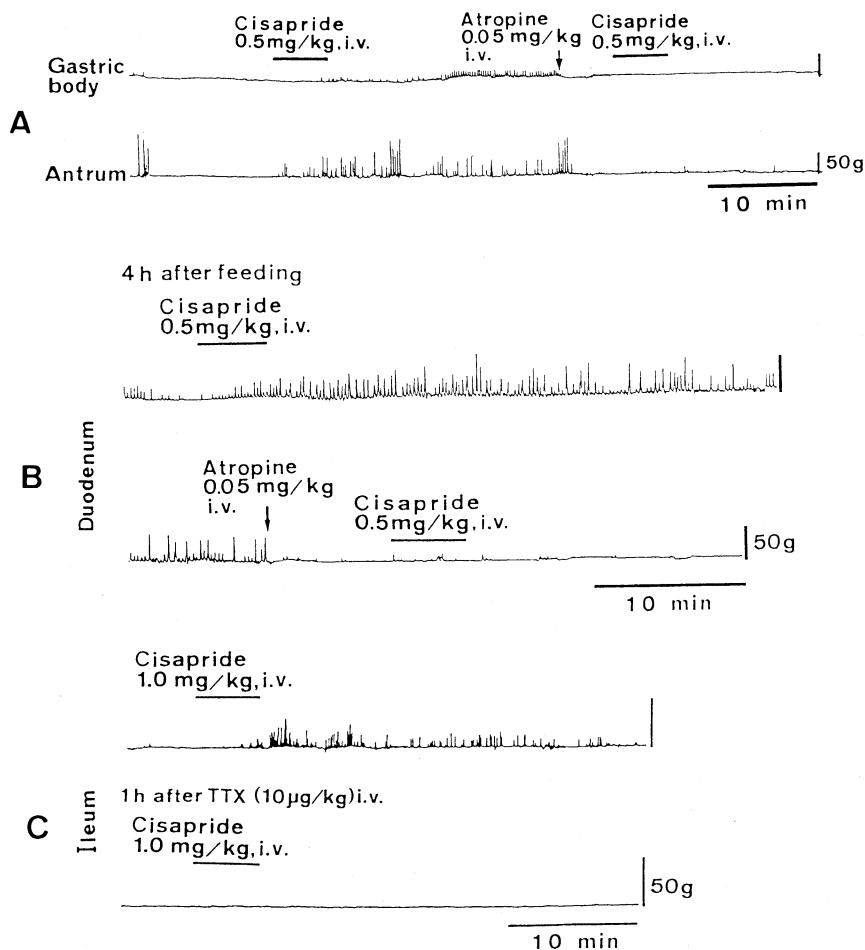 Cisapride
0.5mg/kg, i.v.
Atropine
0.05 mg/kg
i.v.
Cisapride
0.5mg/kg, i.v.
Gastric
body
A
Antrum
50g
10 min
4h after feeding
Cisapride
0.5mg/kg, i.v.
B
Duodenum
Atropine
0.05 mg/kg
i.v.
Cisapride
0.5mg/kg, i.v.
50g
10 min
Cisapride
1.0 mg/kg, i.v.
C
Ileum
1h after TTX (10µg/kg) i.v.
Cisapride
1.0 mg/kg, i.v.
50g
10 min